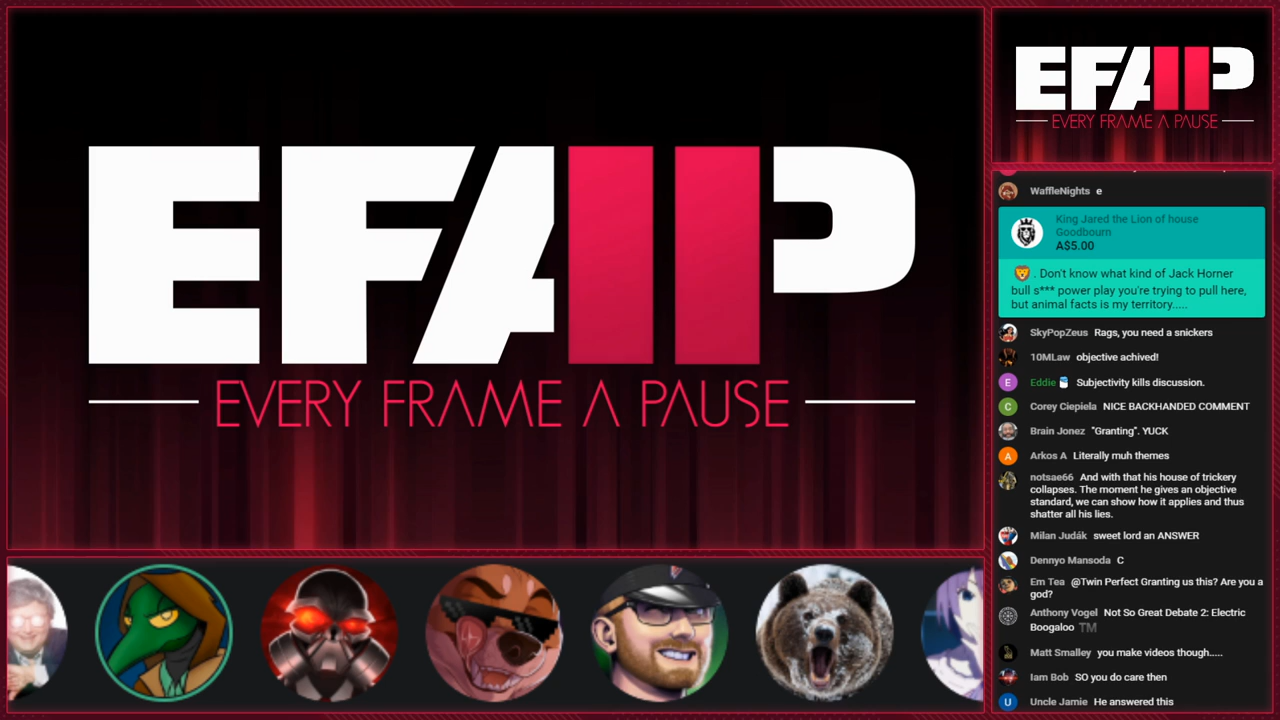 EFAP
EVERY FRAME A PAUSE
EFAP
EVERY FRAME A PAUSE
WaffleNights e
King Jared the Lion of house
Goodbourn
A$5.00
. Don't know what kind of Jack Horner
bull s*** power play you're trying to pull here,
but animal facts is my territory.....
SkyPopZeus Rags, you need a snickers
10MLaw objective achived!
E Eddie Subjectivity kills discussion.
C Corey Ciepiela NICE BACKHANDED COMMENT
Brain Jonez "Granting". YUCK
A Arkos A Literally muh themes
notsae66 And with that his house of trickery
collapses. The moment he gives an objective
standard, we can show how it applies and thus
shatter all his lies.
Milan Judák sweet lord an ANSWER
Dennyo Mansoda C
Em Tea @Twin Perfect Granting us this? Are you a
god?
Anthony Vogel Not So Great Debate 2: Electric
Boogaloo TM
Matt Smalley you make videos though.....
Iam Bob SO you do care then
U Uncle Jamie He answered this